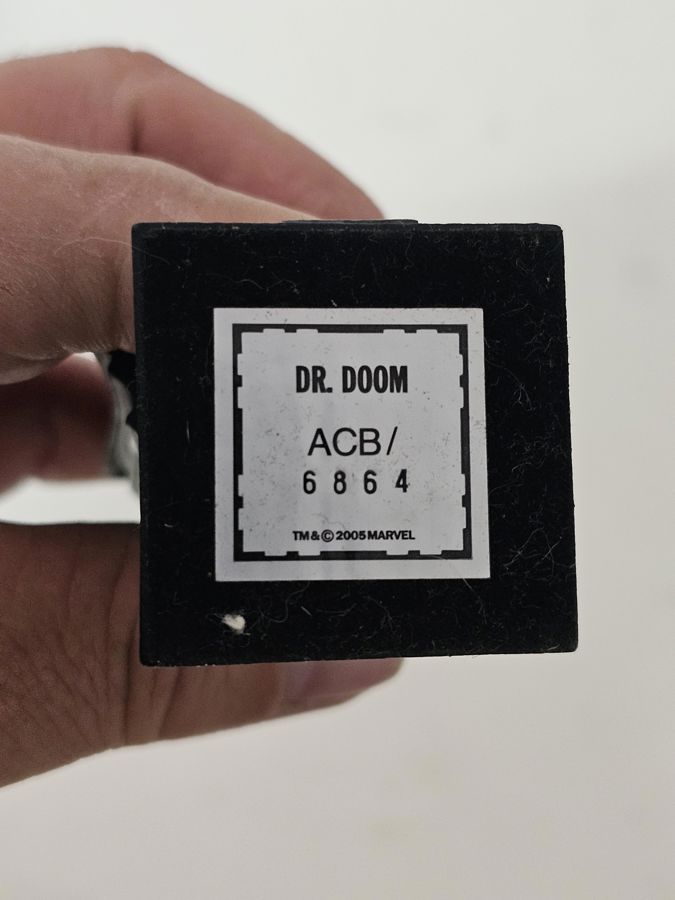 DR. DOOM
ACB/
6864
TM & © 2005 MARVEL